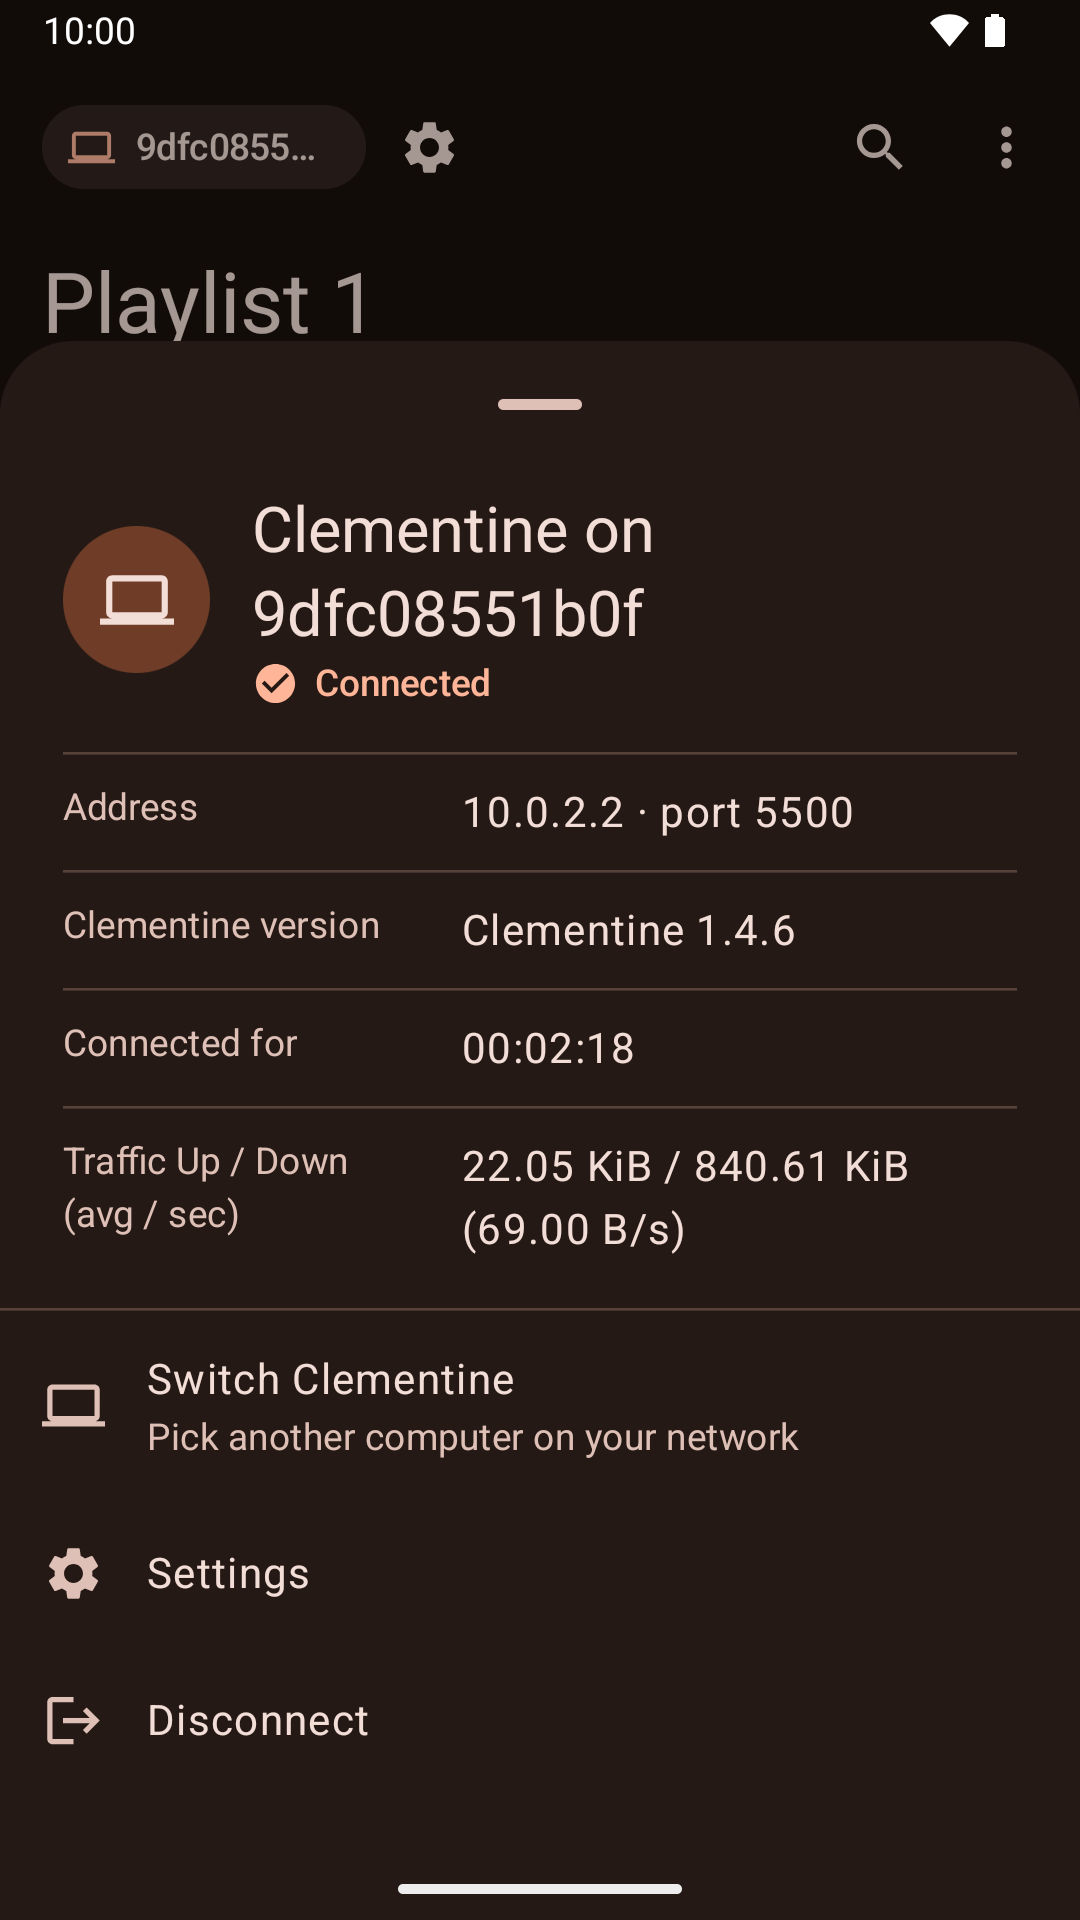 10:00
9dfc0855...
Playlist 1
Clementine on
9dfc08551b0f
Connected
Address
10.0.2.2 · port 5500
Clementine version
Clementine 1.4.6
Connected for
00:02:18
Traffic Up / Down
(avg / sec)
22.05 KiB / 840.61 KiB
(69.00 B/s)
Switch Clementine
Pick another computer on your network
Settings
Disconnect